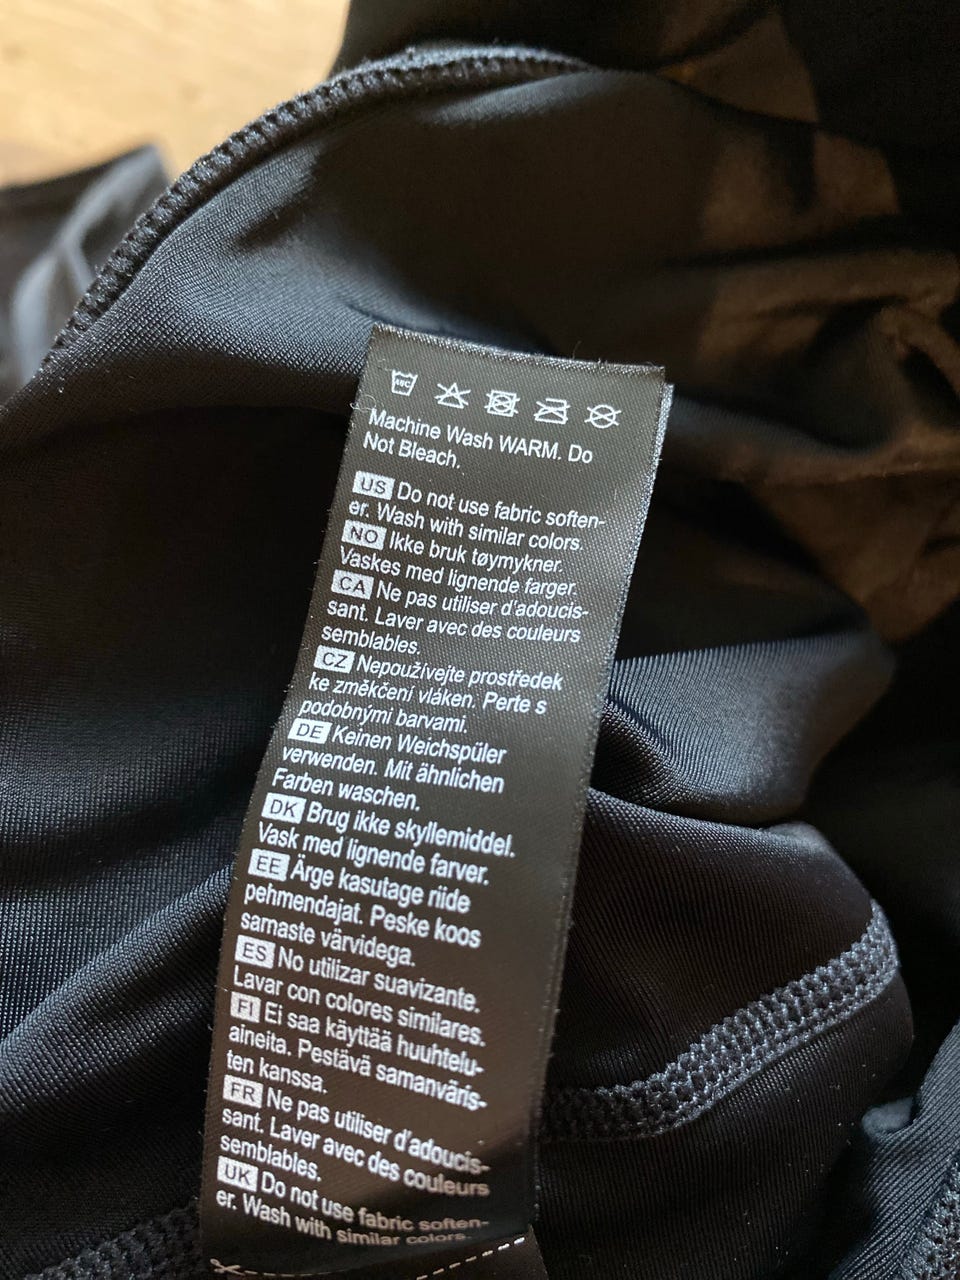 Machine Wash WARM. Do
Not Bleach.
US Do not use fabric soften-
er. Wash with similar colors.
NO Ikke bruk tøymykner.
Vaskes med lignende farger.
CA Ne pas utiliser d'adoucis-
sant. Laver avec des couleurs
semblables.
CZ Nepoužívejte prostředek
ke změkčení vláken. Perte s
podobnými barvami.
DE Keinen Weichspüler
verwenden. Mit ähnlichen
Farben waschen.
DK Brug ikke skyllemiddel.
Vask med lignende farver.
EE Ärge kasutage riide
pehmendajat. Peske koos
sarnaste värvidega.
ES No utilizar suavizante.
Lavar con colores similares.
FI Ei saa käyttää huuhtelu-
aineita. Pestävä samanväris-
ten kanssa.
FR Ne pas utiliser d'adoucis-
sant. Laver avec des couleurs
semblables.
UK Do not use fabric soften-
er. Wash with similar colors.